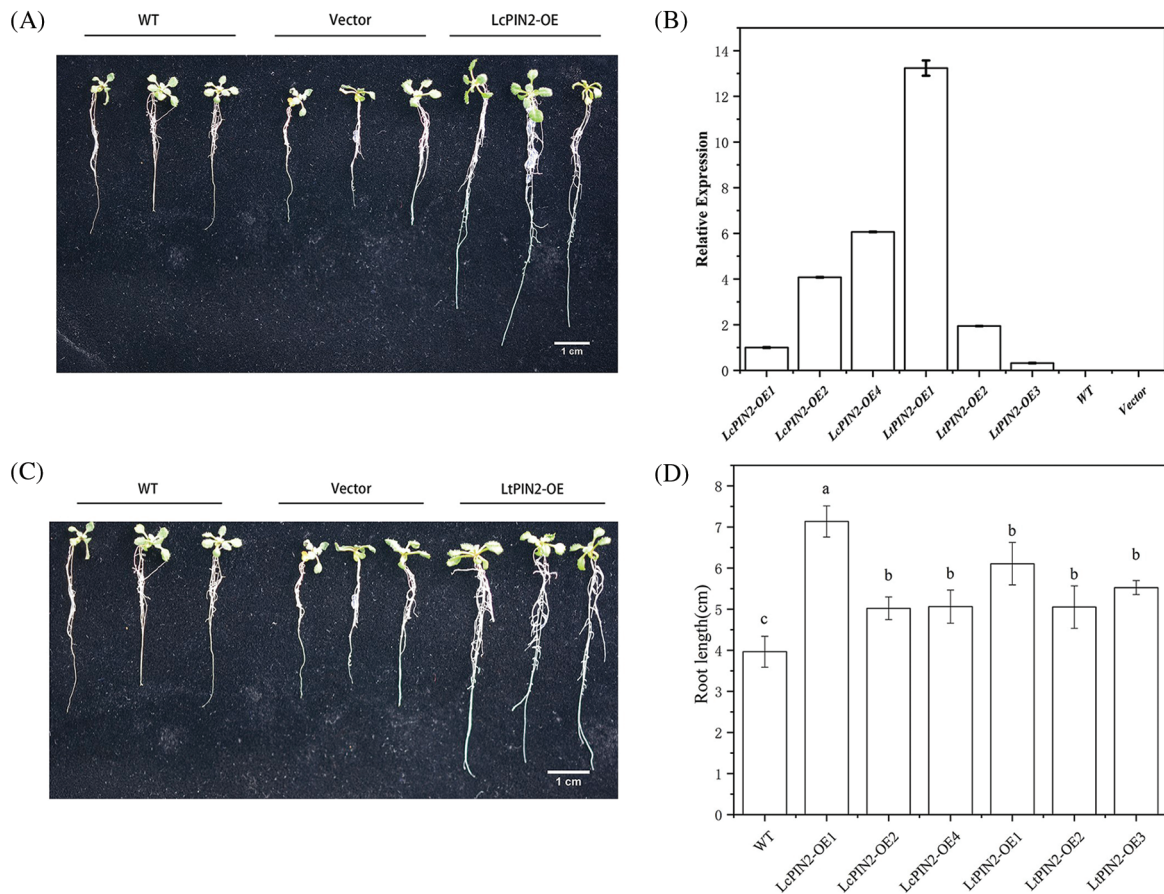 (A)
WT Vector LcPIN2-OE
1 cm
(B)
Relative Expression
14
12
10
8
6
4
2
0
LcPIN2-OE1 LcPIN2-OE2 LcPIN2-OE4 LtPIN2-OE1 LtPIN2-OE2 LtPIN2-OE3 WT Vector
(C)
WT Vector LtPIN2-OE
1 cm
(D)
Root length(cm)
8
7
6
5
4
3
2
1
0
c a b b b b b
WT LcPIN2-OE1 LcPIN2-OE2 LcPIN2-OE4 LtPIN2-OE1 LtPIN2-OE2 LtPIN2-OE3